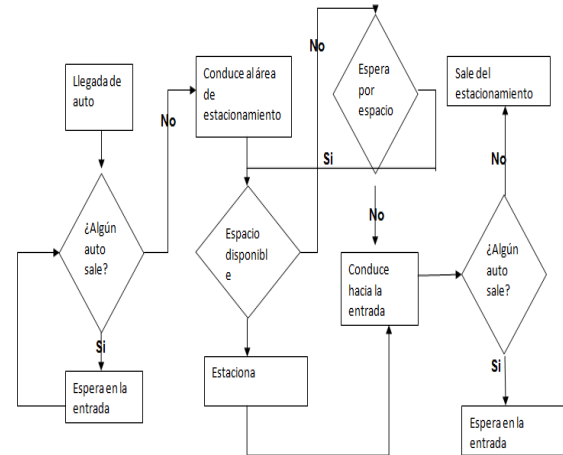 Llegada de
auto
No
¿Algún
auto
sale?
Si
Espera en la
entrada
Conduce al área
de
estacionamiento
Espacio
disponibl
e
Estaciona
No
Espera
por
espacio
Si
No
Conduce
hacia la
entrada
Sale del
estacionamiento
No
¿Algún
auto
sale?
Si
Espera en la
entrada